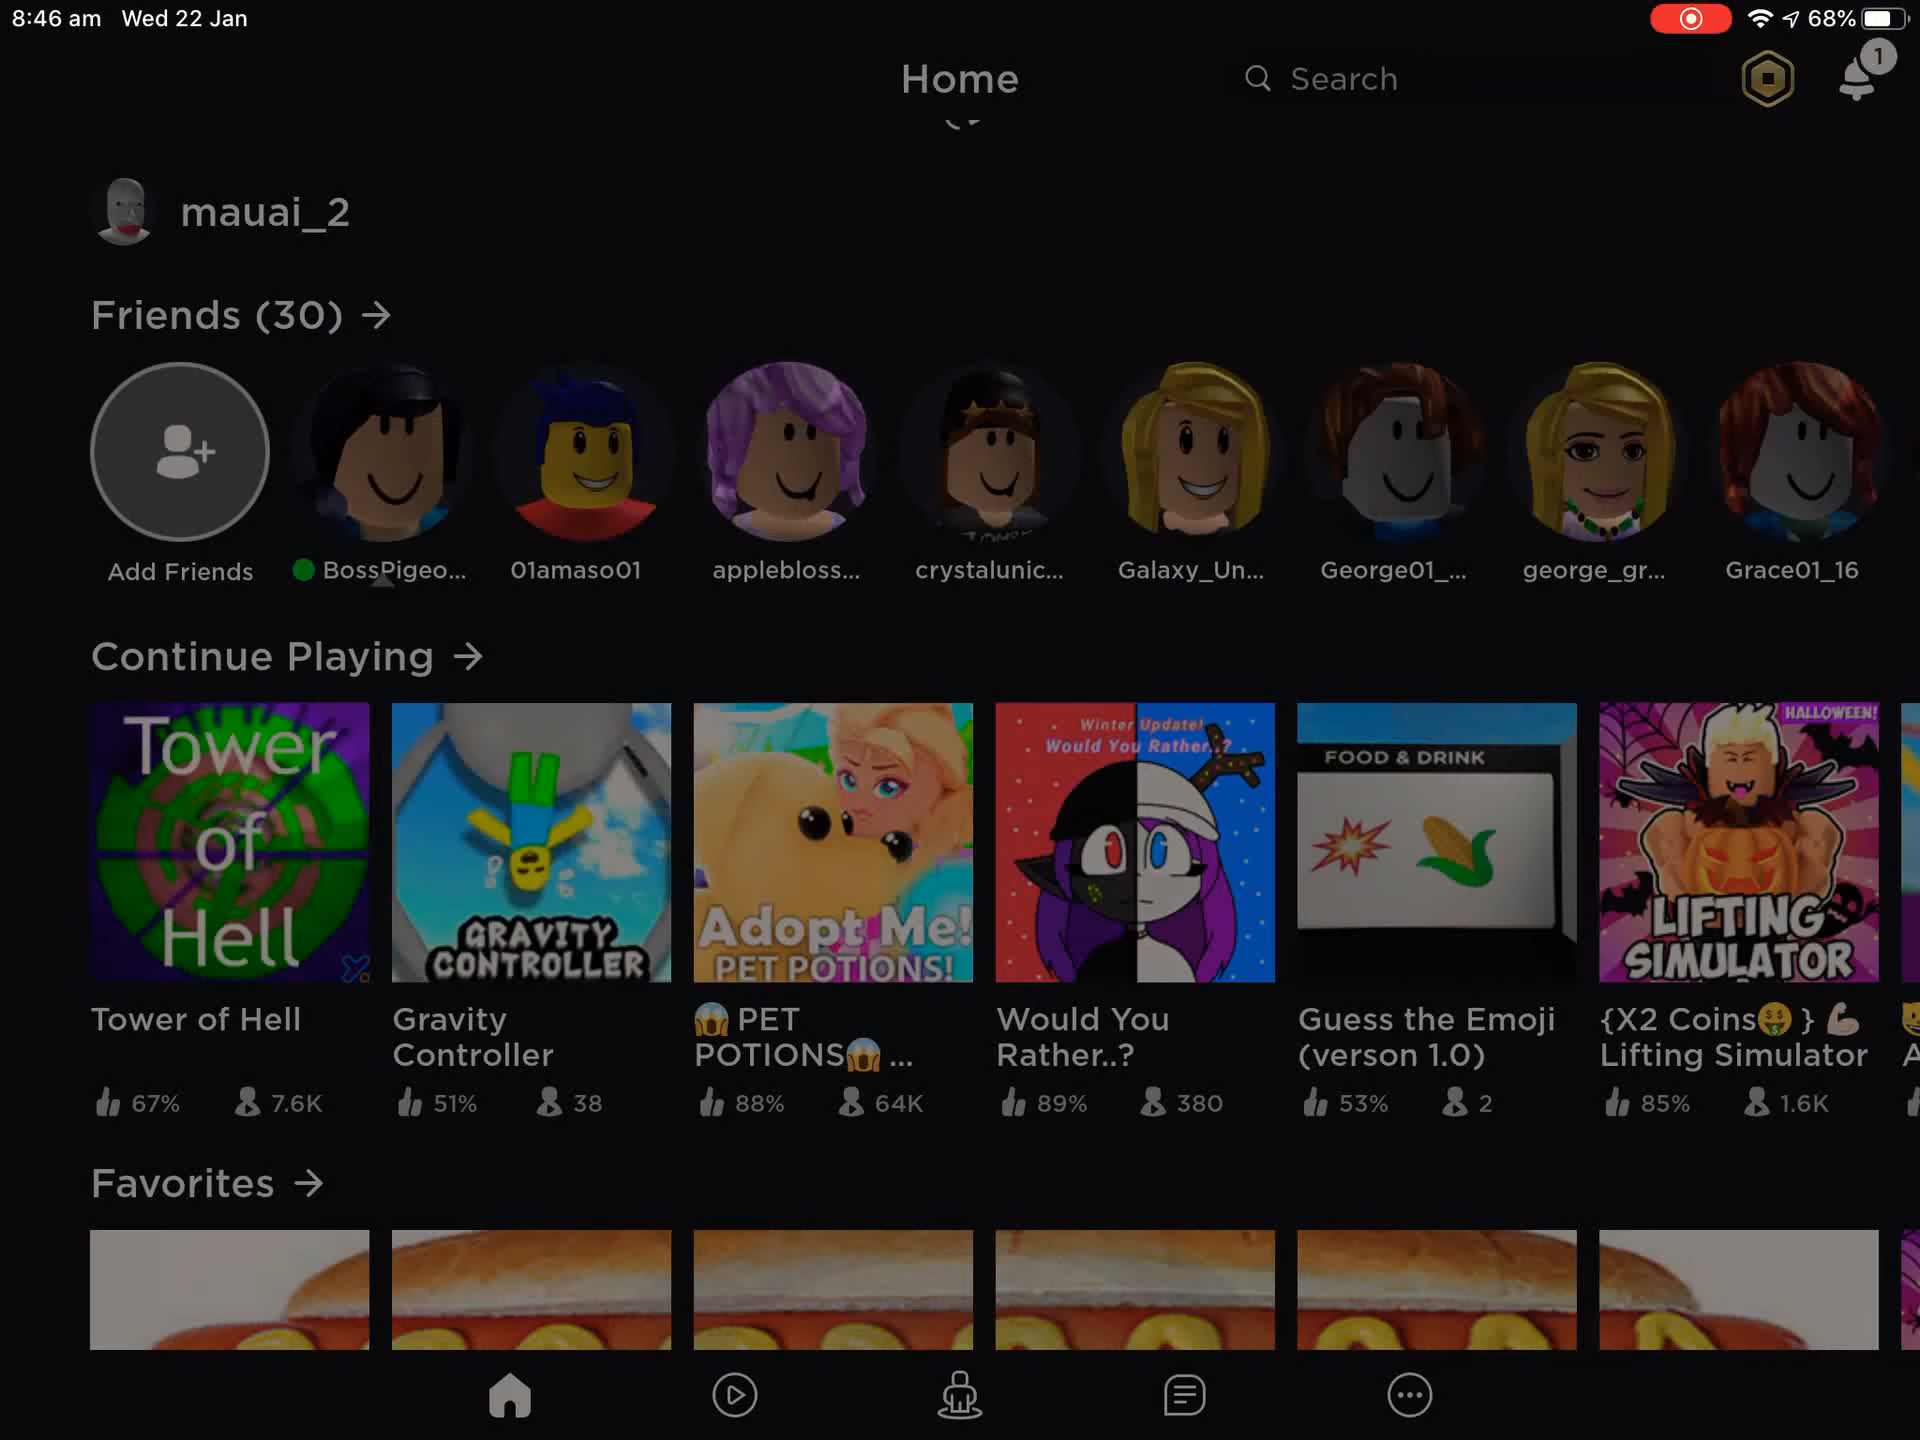 8:46 am Wed 22 Jan
68%
Home
Search
1
mauai_2
Friends (30)
Add Friends
BossPigeo...
01amaso01
applebloss...
crystalunic...
Galaxy_Un...
George01_...
george_gr...
Grace01_16
Continue Playing
Tower
of
Hell
GRAVITY
CONTROLLER
Adopt Me!
PET POTIONS!
Winter Update!
Would You Rather..?
FOOD & DRINK
HALLOWEEN!
LIFTING
SIMULATOR
Tower of Hell
67% 7.6K
Gravity
Controller
51% 38
😱 PET
POTIONS😱 ...
88% 64K
Would You
Rather..?
89% 380
Guess the Emoji
(verson 1.0)
53% 2
{X2 Coins🤑 } 💪
Lifting Simulator
85% 1.6K
Favorites